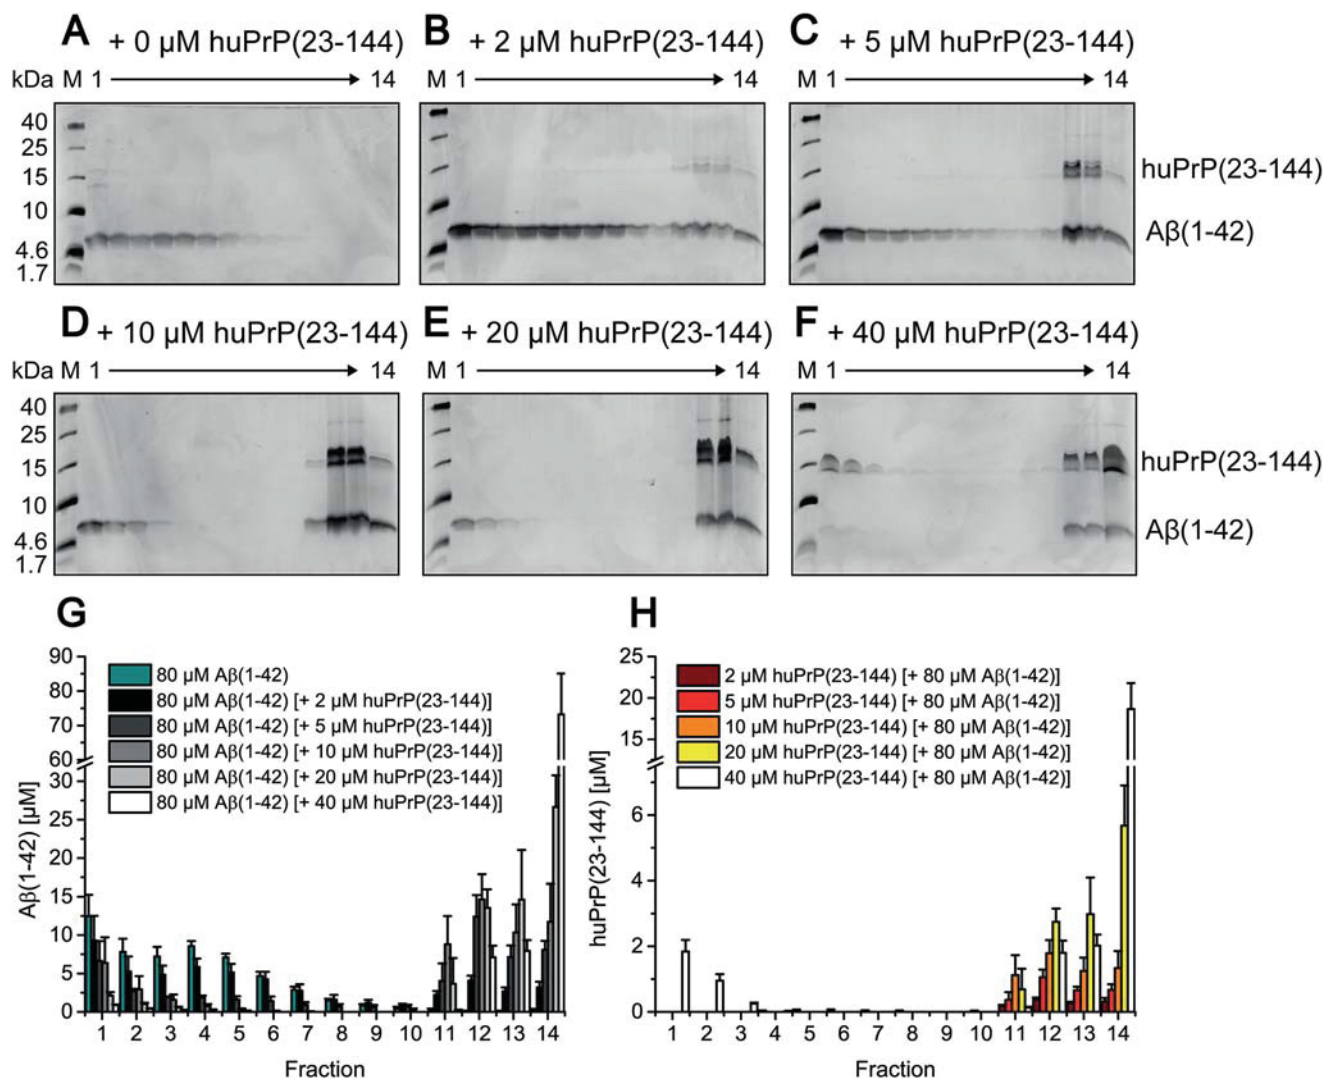 A + 0 µM huPrP(23-144)
B + 2 µM huPrP(23-144)
C + 5 µM huPrP(23-144)
kDa M 1 14
M 1 14
M 1 14
40
25
15
10
4.6
1.7
huPrP(23-144)
Aβ(1-42)
D + 10 µM huPrP(23-144)
E + 20 µM huPrP(23-144)
F + 40 µM huPrP(23-144)
kDa M 1 14
M 1 14
M 1 14
40
25
15
10
4.6
1.7
huPrP(23-144)
Aβ(1-42)
G
90
80
70
60
30
25
20
15
10
5
0
Aβ(1-42) [µM]
80 µM Aβ(1-42)
80 µM Aβ(1-42) [+ 2 µM huPrP(23-144)]
80 µM Aβ(1-42) [+ 5 µM huPrP(23-144)]
80 µM Aβ(1-42) [+ 10 µM huPrP(23-144)]
80 µM Aβ(1-42) [+ 20 µM huPrP(23-144)]
80 µM Aβ(1-42) [+ 40 µM huPrP(23-144)]
1 2 3 4 5 6 7 8 9 10 11 12 13 14
Fraction
H
25
20
15
6
4
2
0
huPrP(23-144) [µM]
2 µM huPrP(23-144) [+ 80 µM Aβ(1-42)]
5 µM huPrP(23-144) [+ 80 µM Aβ(1-42)]
10 µM huPrP(23-144) [+ 80 µM Aβ(1-42)]
20 µM huPrP(23-144) [+ 80 µM Aβ(1-42)]
40 µM huPrP(23-144) [+ 80 µM Aβ(1-42)]
1 2 3 4 5 6 7 8 9 10 11 12 13 14
Fraction